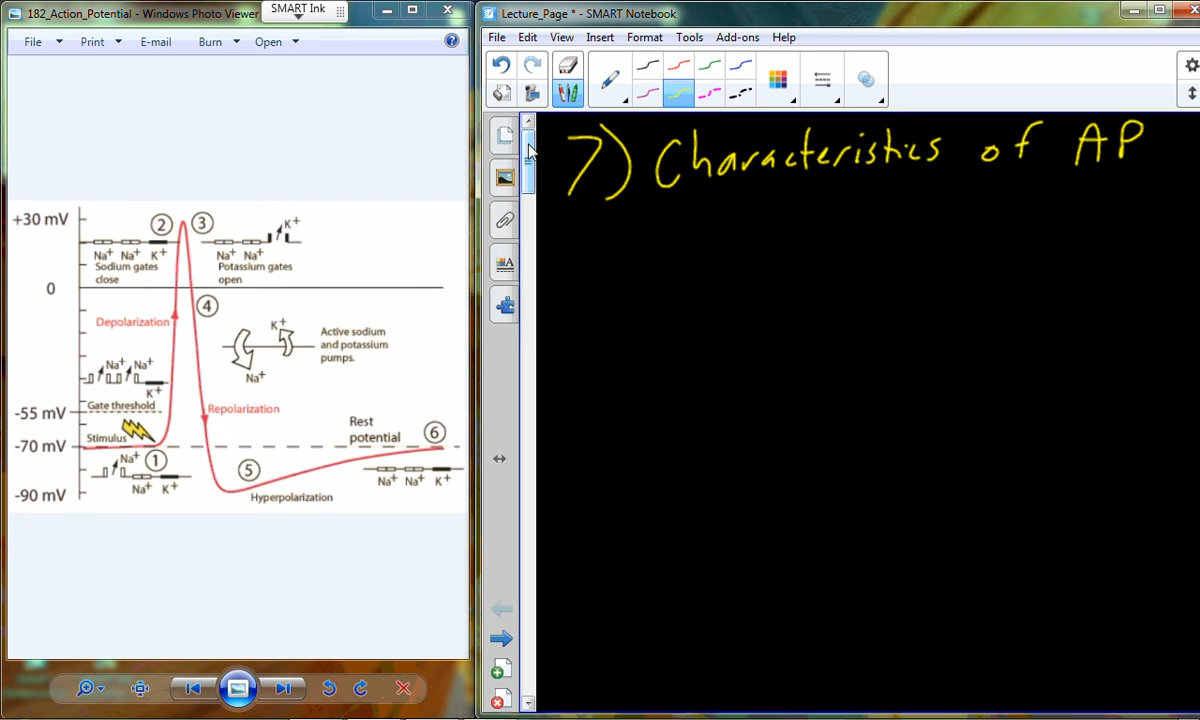 182_Action_Potential - Windows Photo Viewer
SMART Ink
File Print E-mail Burn Open
+30 mV
0
-55 mV
-70 mV
-90 mV
2
3
K+
Na+ Na+ K+
Sodium gates
close
Na+ Na+
Potassium gates
open
4
Depolarization
K+
Na+
Active sodium
and potassium
pumps.
Na+ Na+
K+
Gate threshold
Repolarization
Stimulus
Na+
1
Na+ K+
Rest
potential
6
5
Hyperpolarization
Na+ Na+ K+
Lecture_Page * - SMART Notebook
File Edit View Insert Format Tools Add-ons Help
7) Characteristics of AP